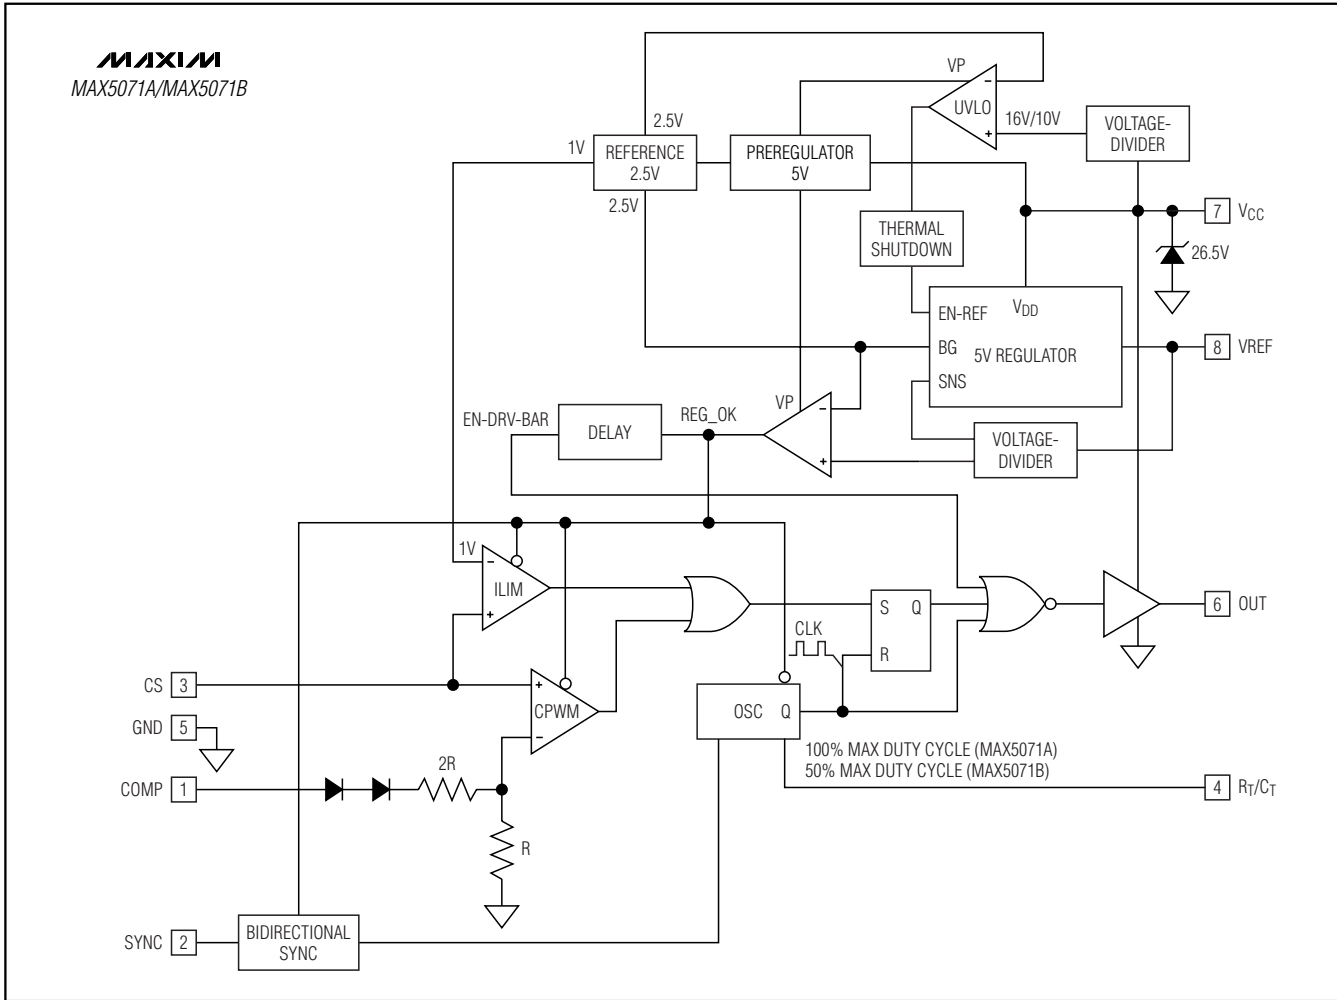 MAXIM
MAX5071A/MAX5071B
VP
-
UVLO
+
16V/10V
VOLTAGE-
DIVIDER
2.5V
1V
REFERENCE
2.5V
2.5V
PREREGULATOR
5V
7 VCC
THERMAL
SHUTDOWN
26.5V
EN-REF
VDD
BG
5V REGULATOR
SNS
8 VREF
VP
-
+
EN-DRV-BAR
DELAY
REG_OK
VOLTAGE-
DIVIDER
1V
-
ILIM
+
S Q
R
CLK
6 OUT
CS 3
+
CPWM
-
OSC Q
GND 5
100% MAX DUTY CYCLE (MAX5071A)
50% MAX DUTY CYCLE (MAX5071B)
2R
COMP 1
4 RT/CT
R
SYNC 2
BIDIRECTIONAL
SYNC